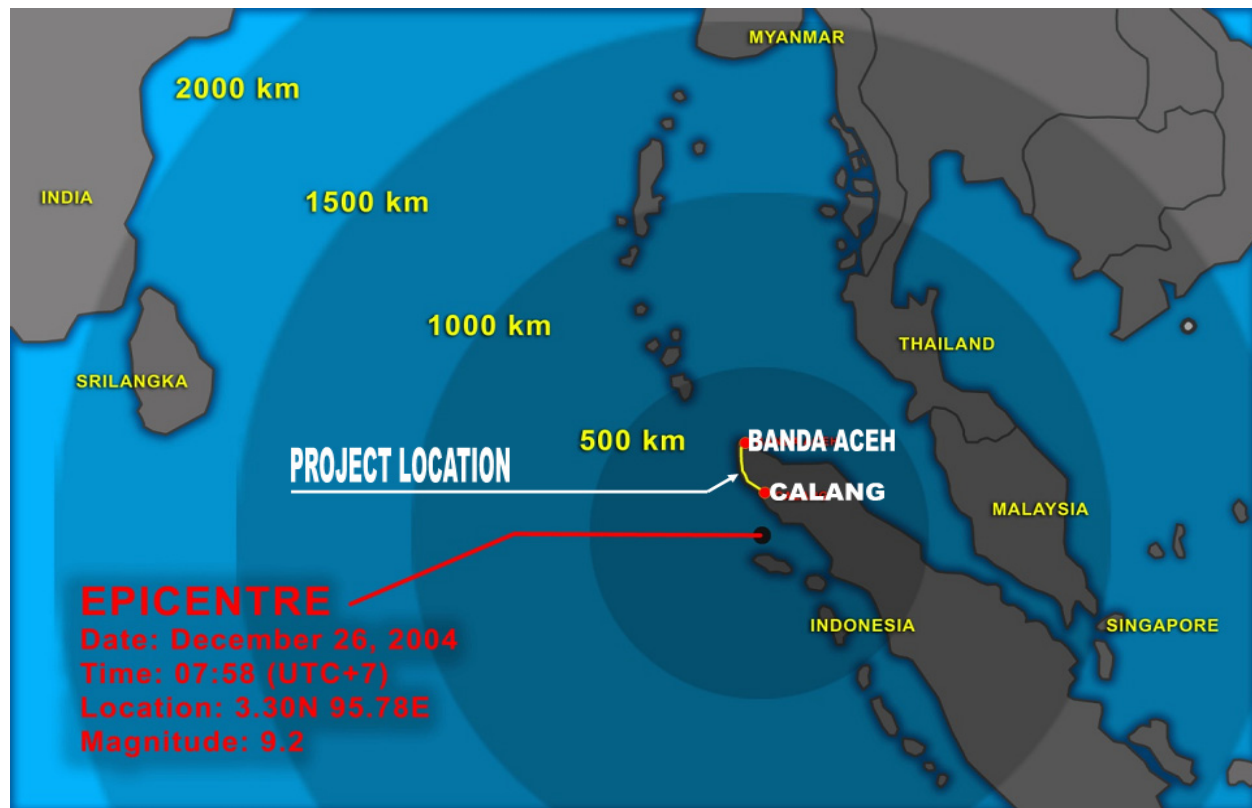 MYANMAR
2000 km
INDIA
1500 km
1000 km
THAILAND
SRILANGKA
500 km
BANDA ACEH
PROJECT LOCATION
CALANG
MALAYSIA
EPICENTRE
Date: December 26, 2004
Time: 07:58 (UTC+7)
Location: 3.30N 95.78E
Magnitude: 9.2
INDONESIA
SINGAPORE